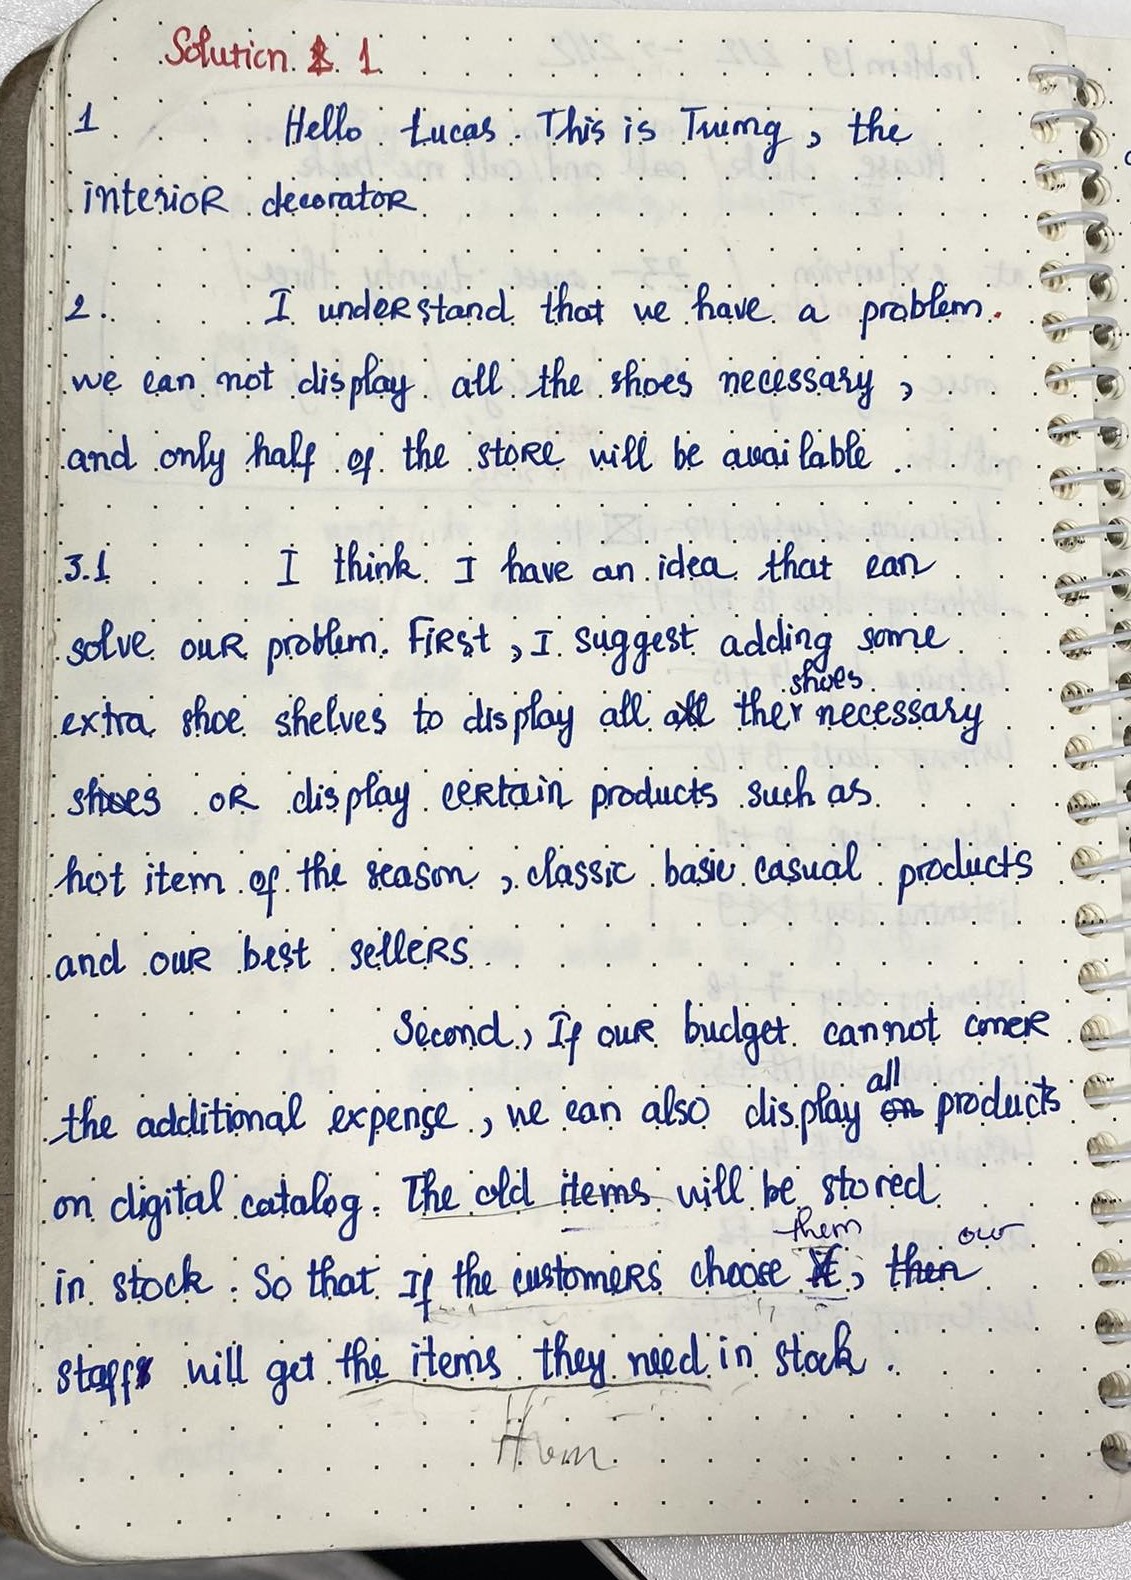 Solution 1
1 Hello Lucas. This is Trung, the
interior decorator
2. I understand that we have a problem.
we can not display all the shoes necessary,
and only half of the store will be available.
3.1 I think I have an idea that can
solve our problem. First, I suggest adding some
shoes
extra shoe shelves to display all the necessary
shoes or display certain products such as
hot item of the season, classic basic casual products
and our best sellers.
Second, If our budget cannot cover
all
the additional expense, we can also display products
on digital catalog. The old items will be stored
them our
in stock. So that If the customers choose, then
staff will get the items they need in stock.